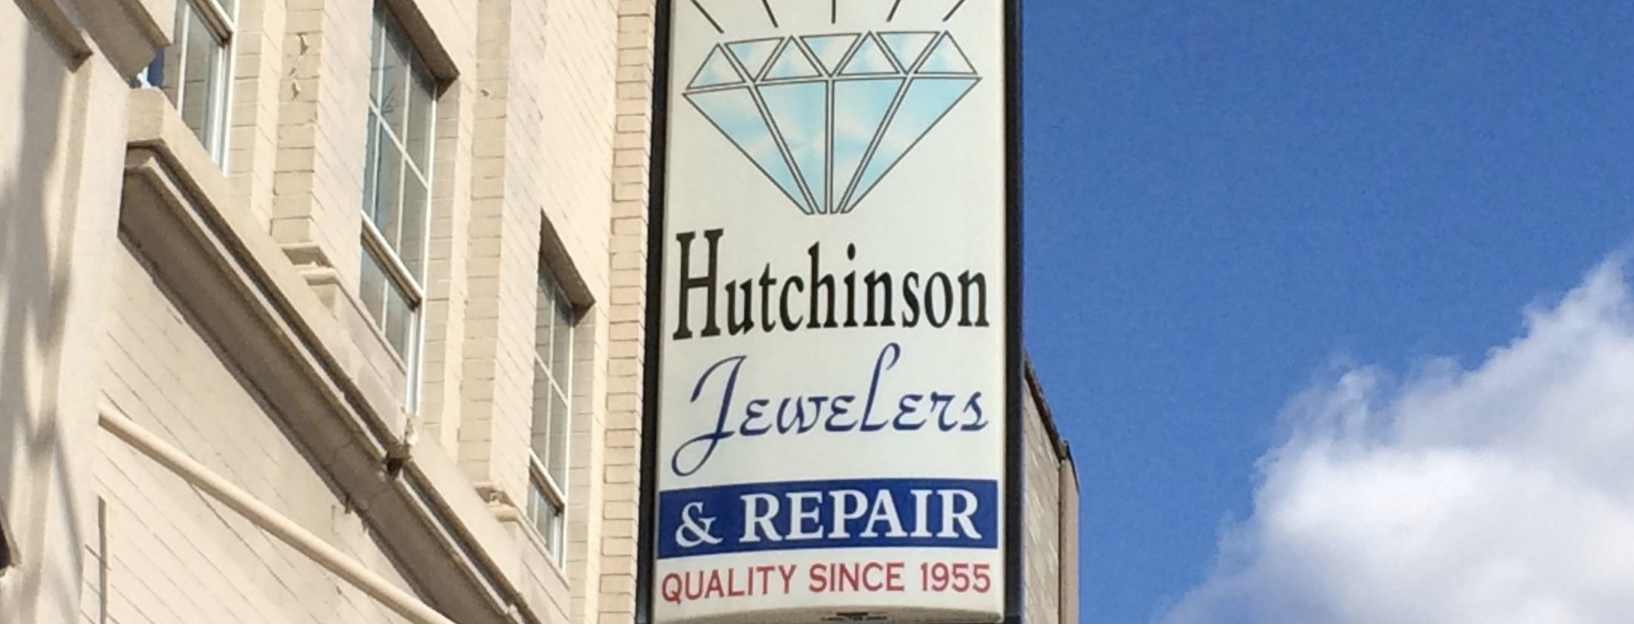 Hutchinson
Jewelers
& REPAIR
QUALITY SINCE 1955